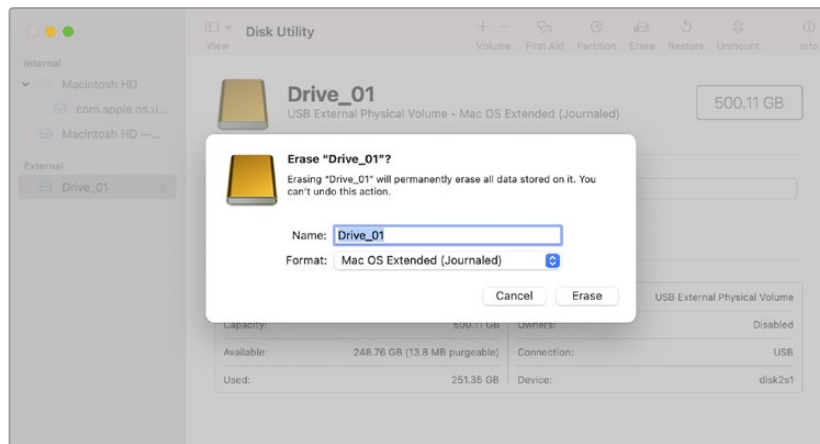 Disk Utility
View
Volume First Aid Partition Erase Restore Unmount Info
Internal
Macintosh HD
com.apple.os.u...
Macintosh HD —...
External
Drive_01
Drive_01
USB External Physical Volume • Mac OS Extended (Journaled)
500.11 GB
Erase “Drive_01”?
Erasing “Drive_01” will permanently erase all data stored on it. You
can't undo this action.
Name: Drive_01
Format: Mac OS Extended (Journaled)
Cancel Erase
USB External Physical Volume
Capacity: 500.11 GB Owners: Disabled
Available: 248.76 GB (13.8 MB purgeable) Connection: USB
Used: 251.35 GB Device: disk2s1